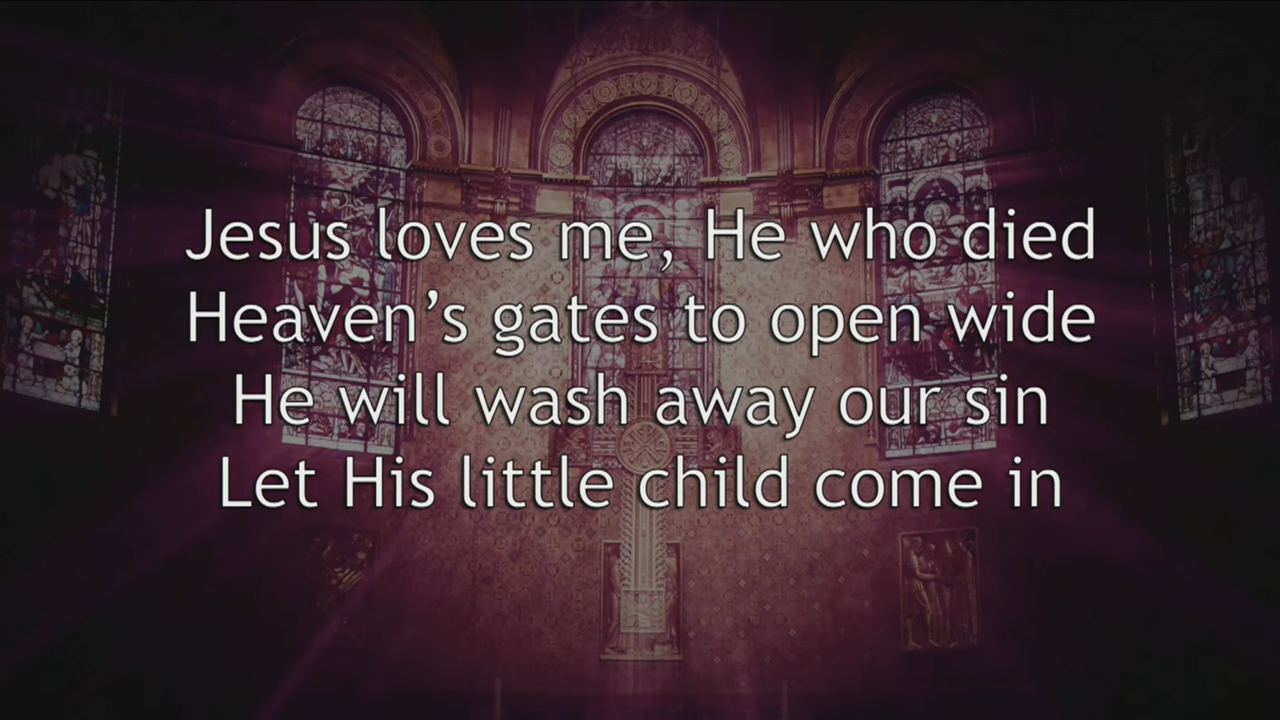 Jesus loves me, He who died
Heaven’s gates to open wide
He will wash away our sin
Let His little child come in